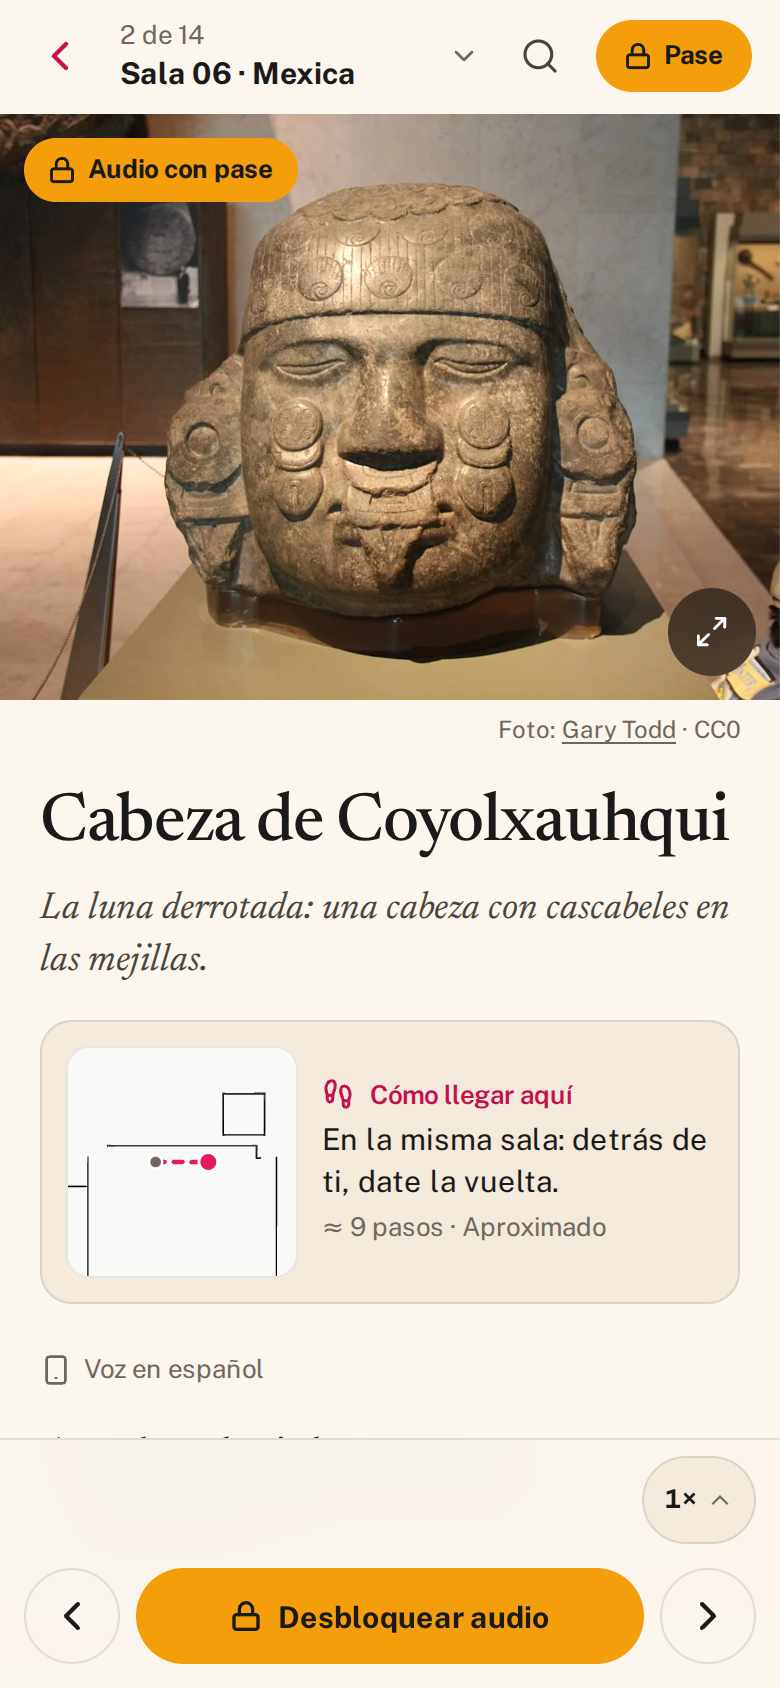 2 de 14
Sala 06 · Mexica
Pase
Audio con pase
Foto: Gary Todd · CC0
Cabeza de Coyolxauhqui
La luna derrotada: una cabeza con cascabeles en
las mejillas.
Cómo llegar aquí
En la misma sala: detrás de
ti, date la vuelta.
≈ 9 pasos · Aproximado
Voz en español
1×
Desbloquear audio